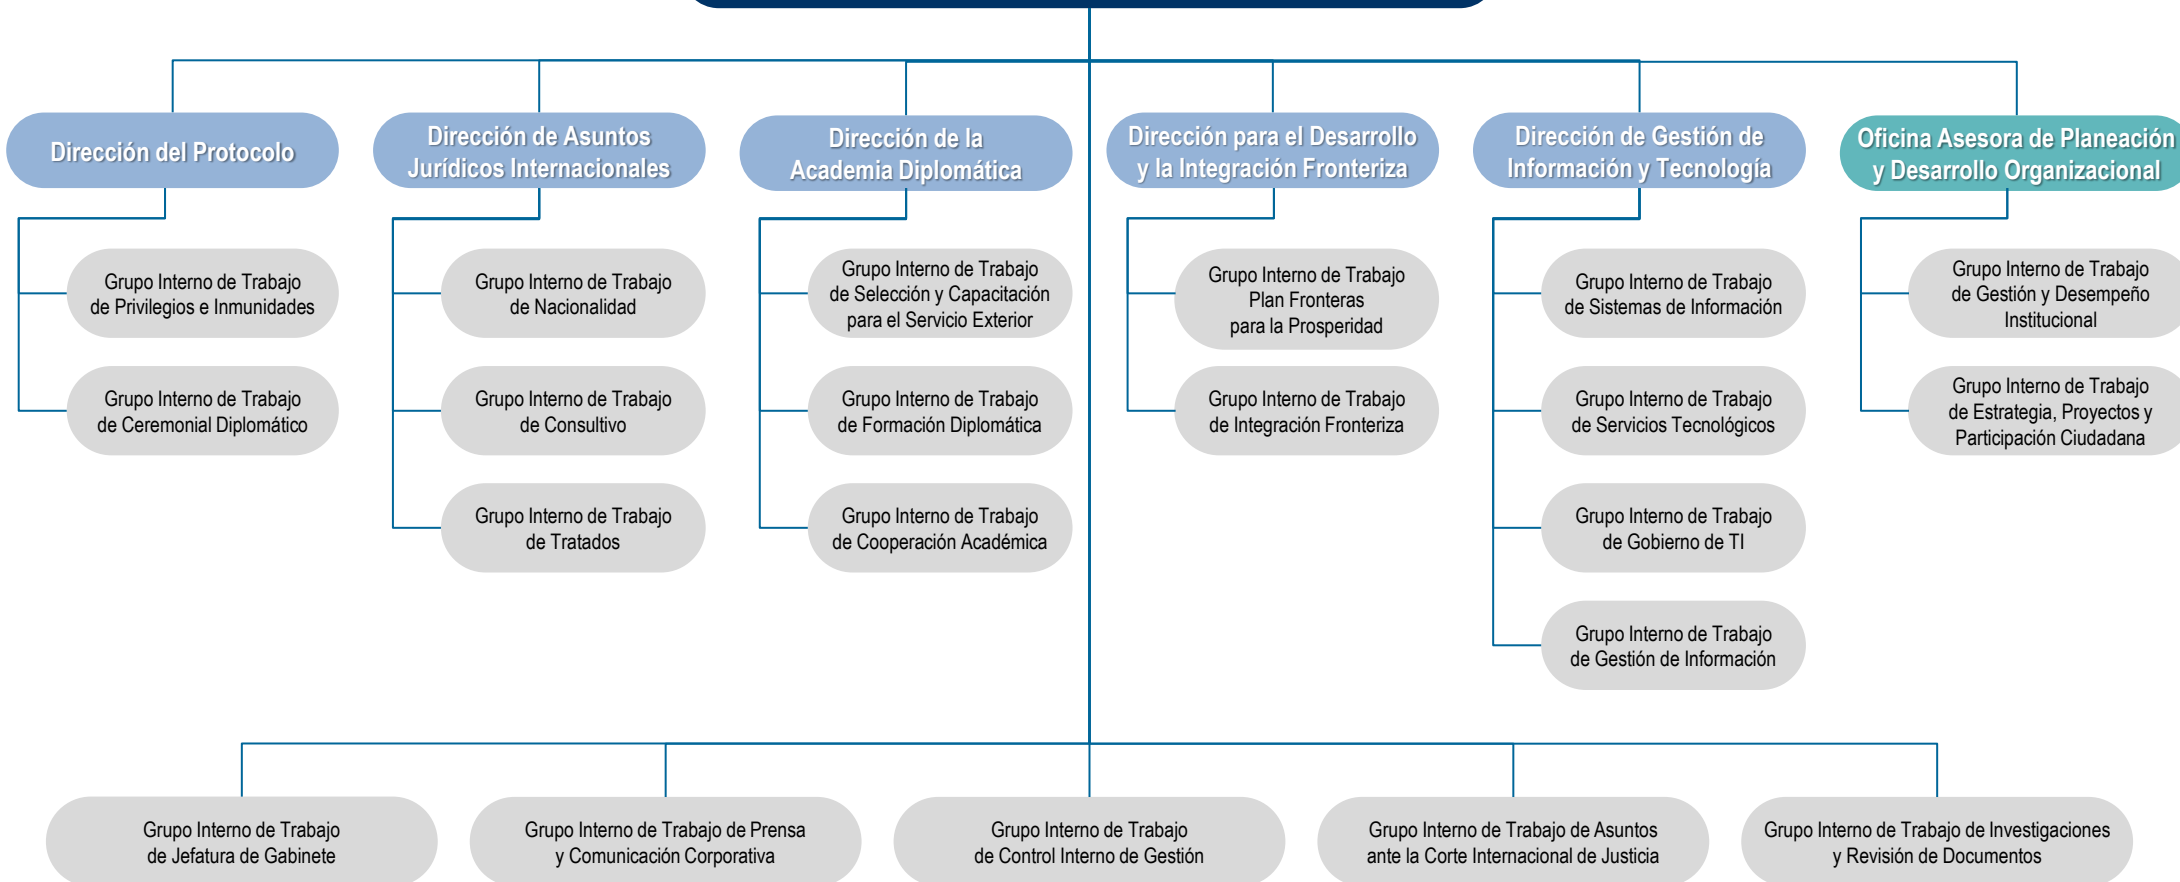 Dirección del Protocolo
Grupo Interno de Trabajo
de Privilegios e Inmunidades
Grupo Interno de Trabajo
de Ceremonial Diplomático
Dirección de Asuntos
Jurídicos Internacionales
Grupo Interno de Trabajo
de Nacionalidad
Grupo Interno de Trabajo
de Consultivo
Grupo Interno de Trabajo
de Tratados
Dirección de la
Academia Diplomática
Grupo Interno de Trabajo
de Selección y Capacitación
para el Servicio Exterior
Grupo Interno de Trabajo
de Formación Diplomática
Grupo Interno de Trabajo
de Cooperación Académica
Dirección para el Desarrollo
y la Integración Fronteriza
Grupo Interno de Trabajo
Plan Fronteras
para la Prosperidad
Grupo Interno de Trabajo
de Integración Fronteriza
Dirección de Gestión de
Información y Tecnología
Grupo Interno de Trabajo
de Sistemas de Información
Grupo Interno de Trabajo
de Servicios Tecnológicos
Grupo Interno de Trabajo
de Gobierno de TI
Grupo Interno de Trabajo
de Gestión de Información
Oficina Asesora de Planeación
y Desarrollo Organizacional
Grupo Interno de Trabajo
de Gestión y Desempeño
Institucional
Grupo Interno de Trabajo
de Estrategia, Proyectos y
Participación Ciudadana
Grupo Interno de Trabajo
de Jefatura de Gabinete
Grupo Interno de Trabajo de Prensa
y Comunicación Corporativa
Grupo Interno de Trabajo
de Control Interno de Gestión
Grupo Interno de Trabajo de Asuntos
ante la Corte Internacional de Justicia
Grupo Interno de Trabajo de Investigaciones
y Revisión de Documentos